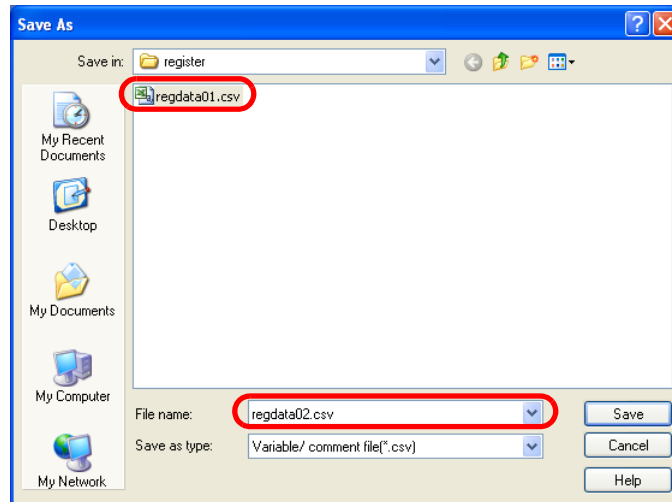 Save As
Save in:
register
regdata01.csv
My Recent
Documents
Desktop
My Documents
My Computer
My Network
File name:
regdata02.csv
Save
Save as type:
Variable/ comment file(*.csv)
Cancel
Help